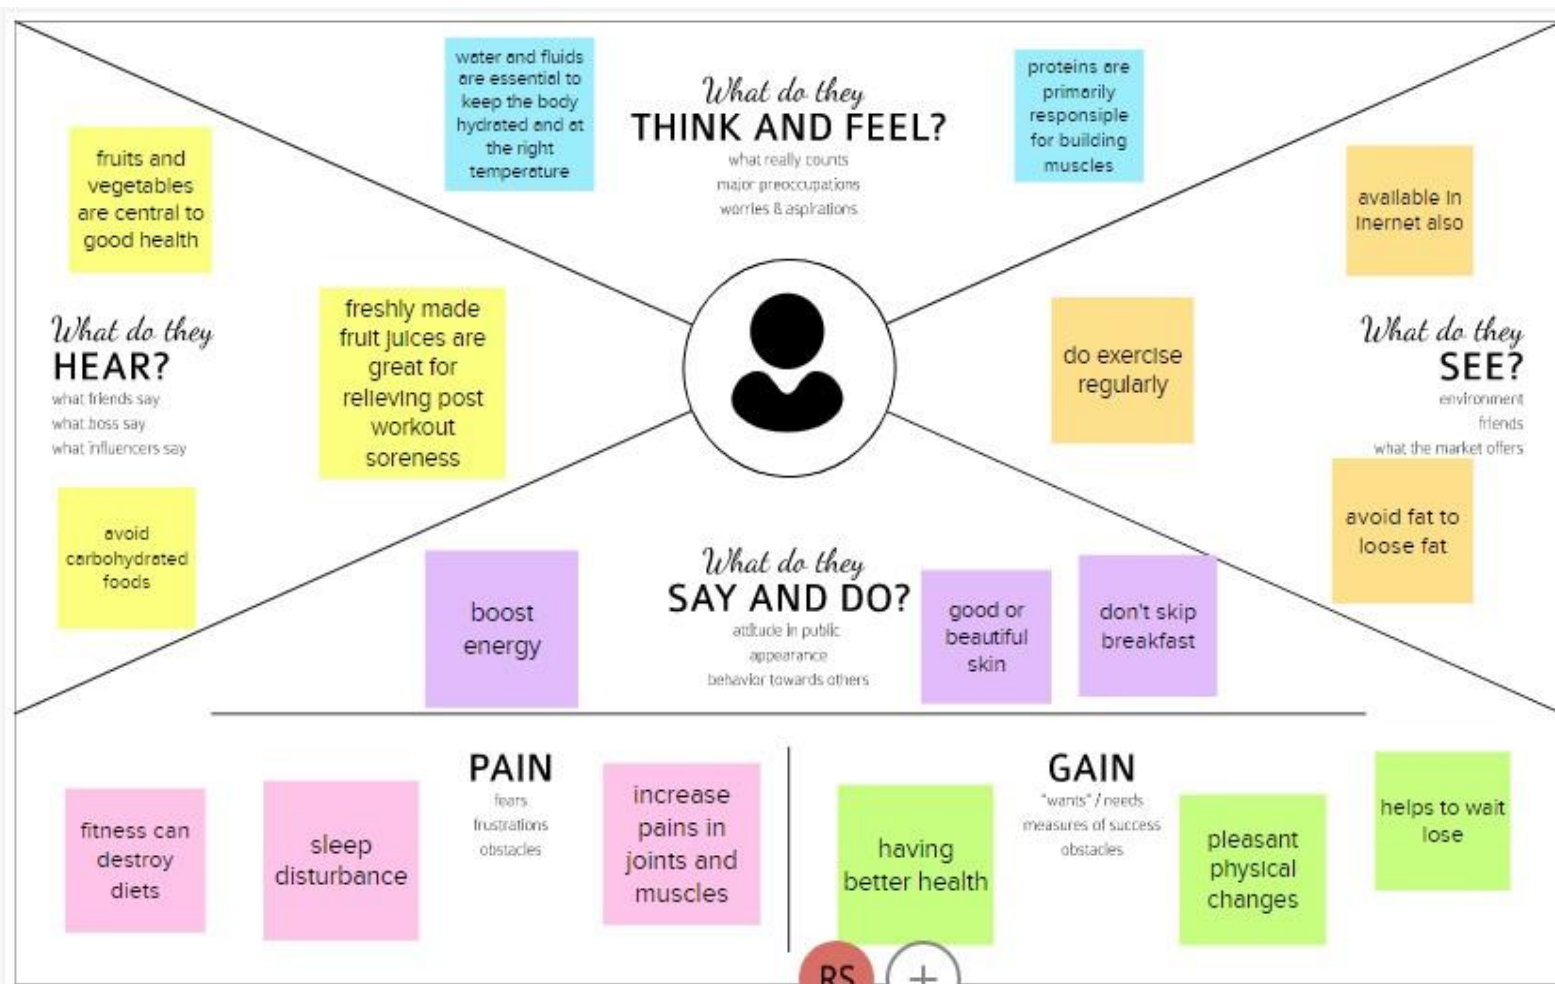 water and fluids
are essential to
keep the body
hydrated and at
the right
temperature
What do they
THINK AND FEEL?
what really counts
major preoccupations
worries & aspirations
proteins are
primarily
responsible
for building
muscles
fruits and
vegetables
are central to
good health
What do they
HEAR?
what friends say
what boss say
what influencers say
freshly made
fruit juices are
great for
relieving post
workout
soreness
avoid
carbohydrated
foods
available in
inernet also
do exercise
regularly
What do they
SEE?
environment
friends
what the market offers
avoid fat to
loose fat
boost
energy
What do they
SAY AND DO?
attitude in public
appearance
behavior towards others
good or
beautiful
skin
don't skip
breakfast
fitness can
destroy
diets
sleep
disturbance
PAIN
fears
frustrations
obstacles
increase
pains in
joints and
muscles
having
better health
GAIN
"wants" / needs
measures of success
obstacles
pleasant
physical
changes
helps to wait
lose
RS